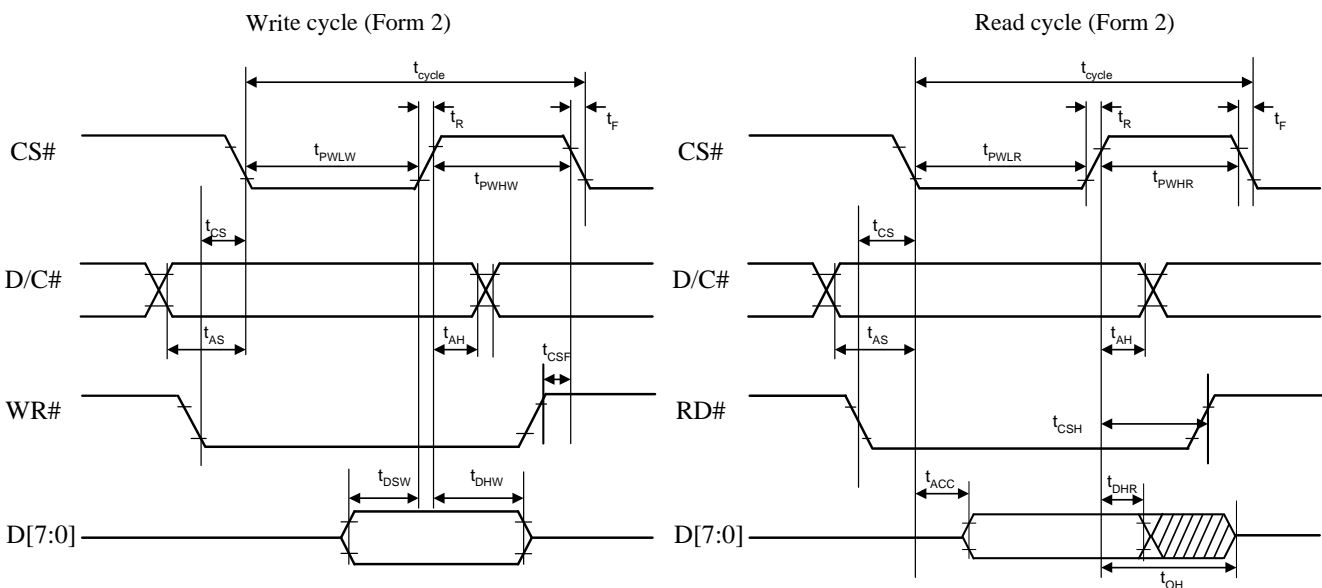 Write cycle (Form 2)
tcycle
tR
tF
CS#
tPWLW
tPWHW
tCS
D/C#
tAS
tAH
tCSF
WR#
tDSW
tDHW
D[7:0]
Read cycle (Form 2)
tcycle
tR
tF
CS#
tPWLR
tPWHR
tCS
D/C#
tAS
tAH
RD#
tCSH
tACC
tDHR
D[7:0]
tOH